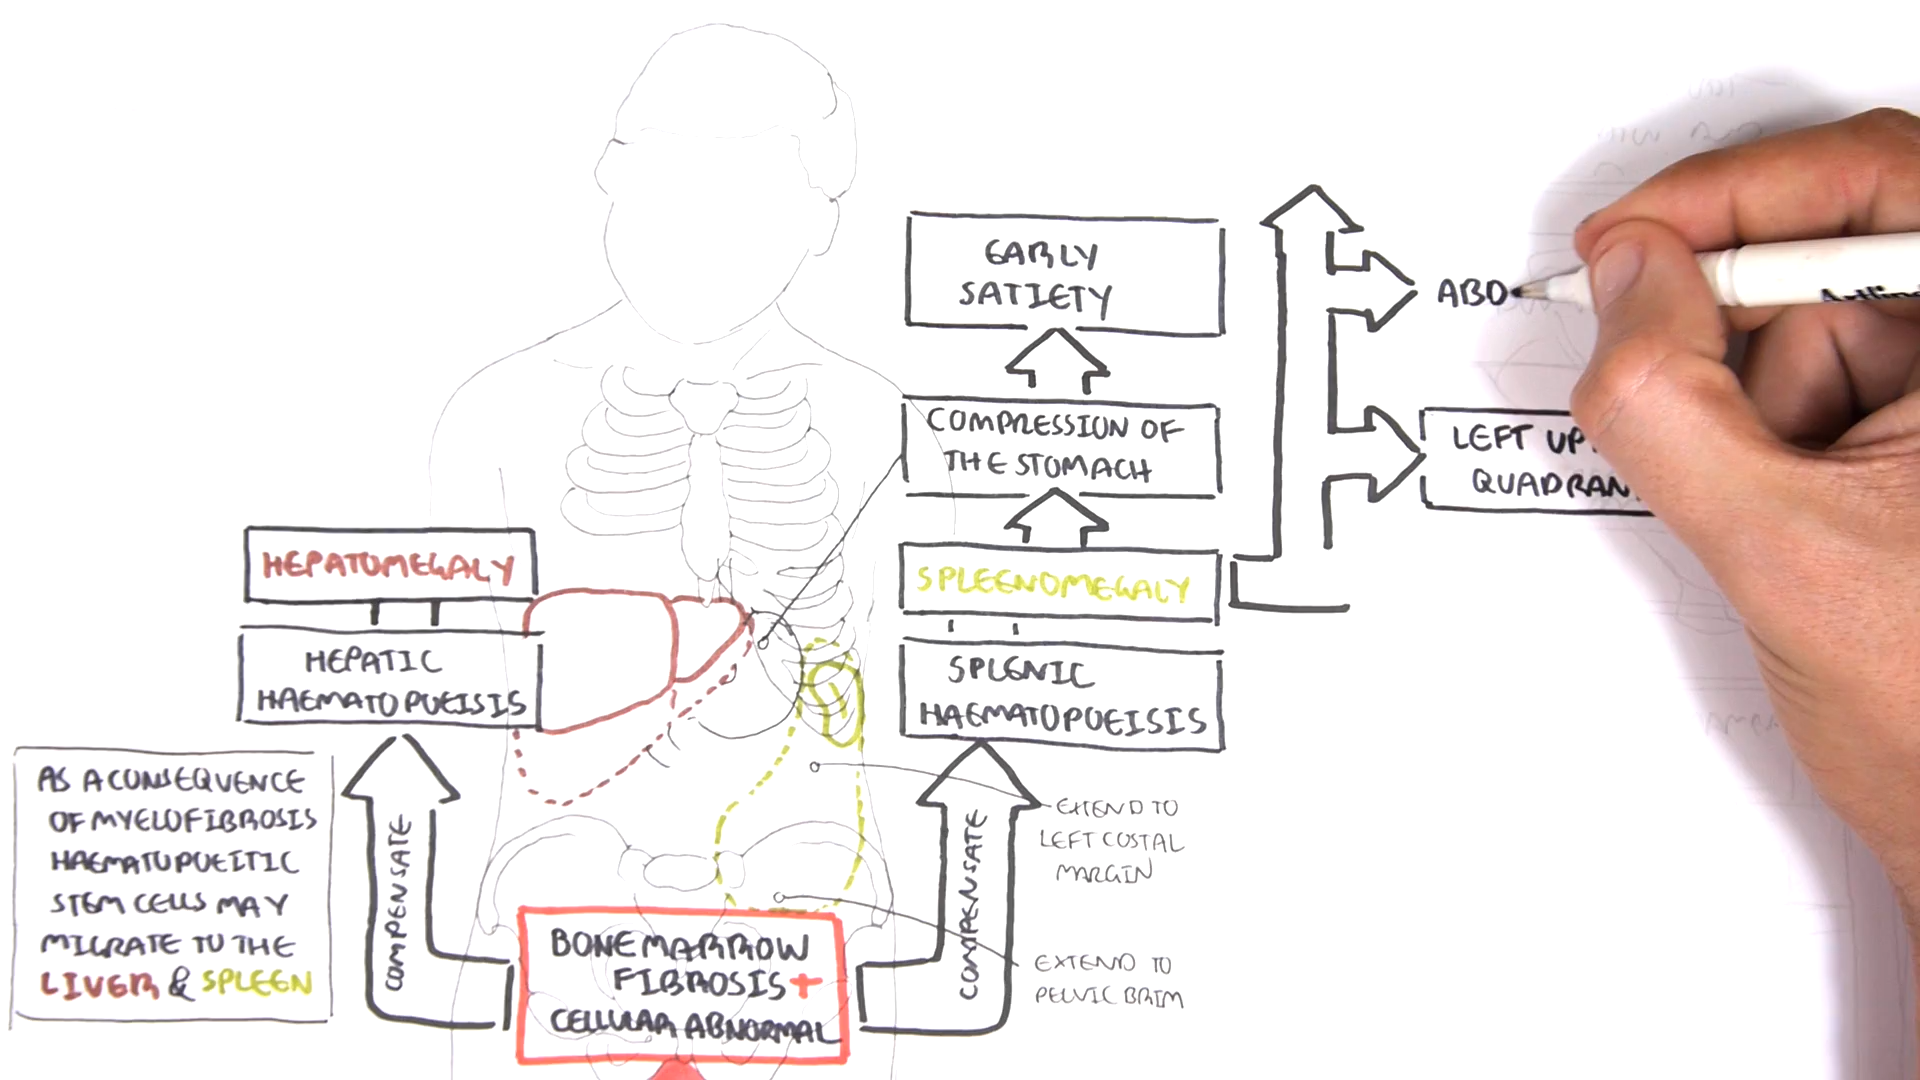 EARLY
SATIETY
ABD
COMPRESSION OF
THE STOMACH
LEFT UP
QUADRAN
HEPATOMEGALY
SPLEENOMEGALY
HEPATIC
HAEMATOPUEISIS
SPLENIC
HAEMATOPOEISIS
AS A CONSEQUENCE
OF MYELOFIBROSIS
HAEMATOPUEITIC
STEM CELLS MAY
MIGRATE TO THE
LIVER & SPLEEN
COMPENSATE
COMPENSATE
EXTEND TO
LEFT COSTAL
MARGIN
BONE MARROW
FIBROSIS +
CELLULAR ABNORMAL
EXTEND TO
PELVIC BRIM